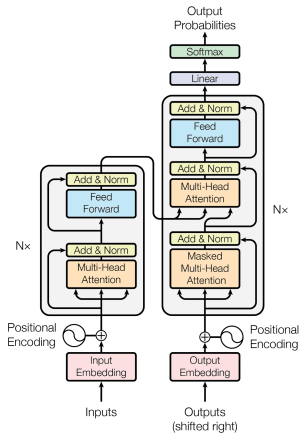 Output
Probabilities
Softmax
Linear
Add & Norm
Feed
Forward
Add & Norm
Multi-Head
Attention
Add & Norm
Masked
Multi-Head
Attention
N×
Add & Norm
Feed
Forward
Add & Norm
Multi-Head
Attention
N×
Positional
Encoding
Positional
Encoding
Input
Embedding
Output
Embedding
Inputs
Outputs
(shifted right)